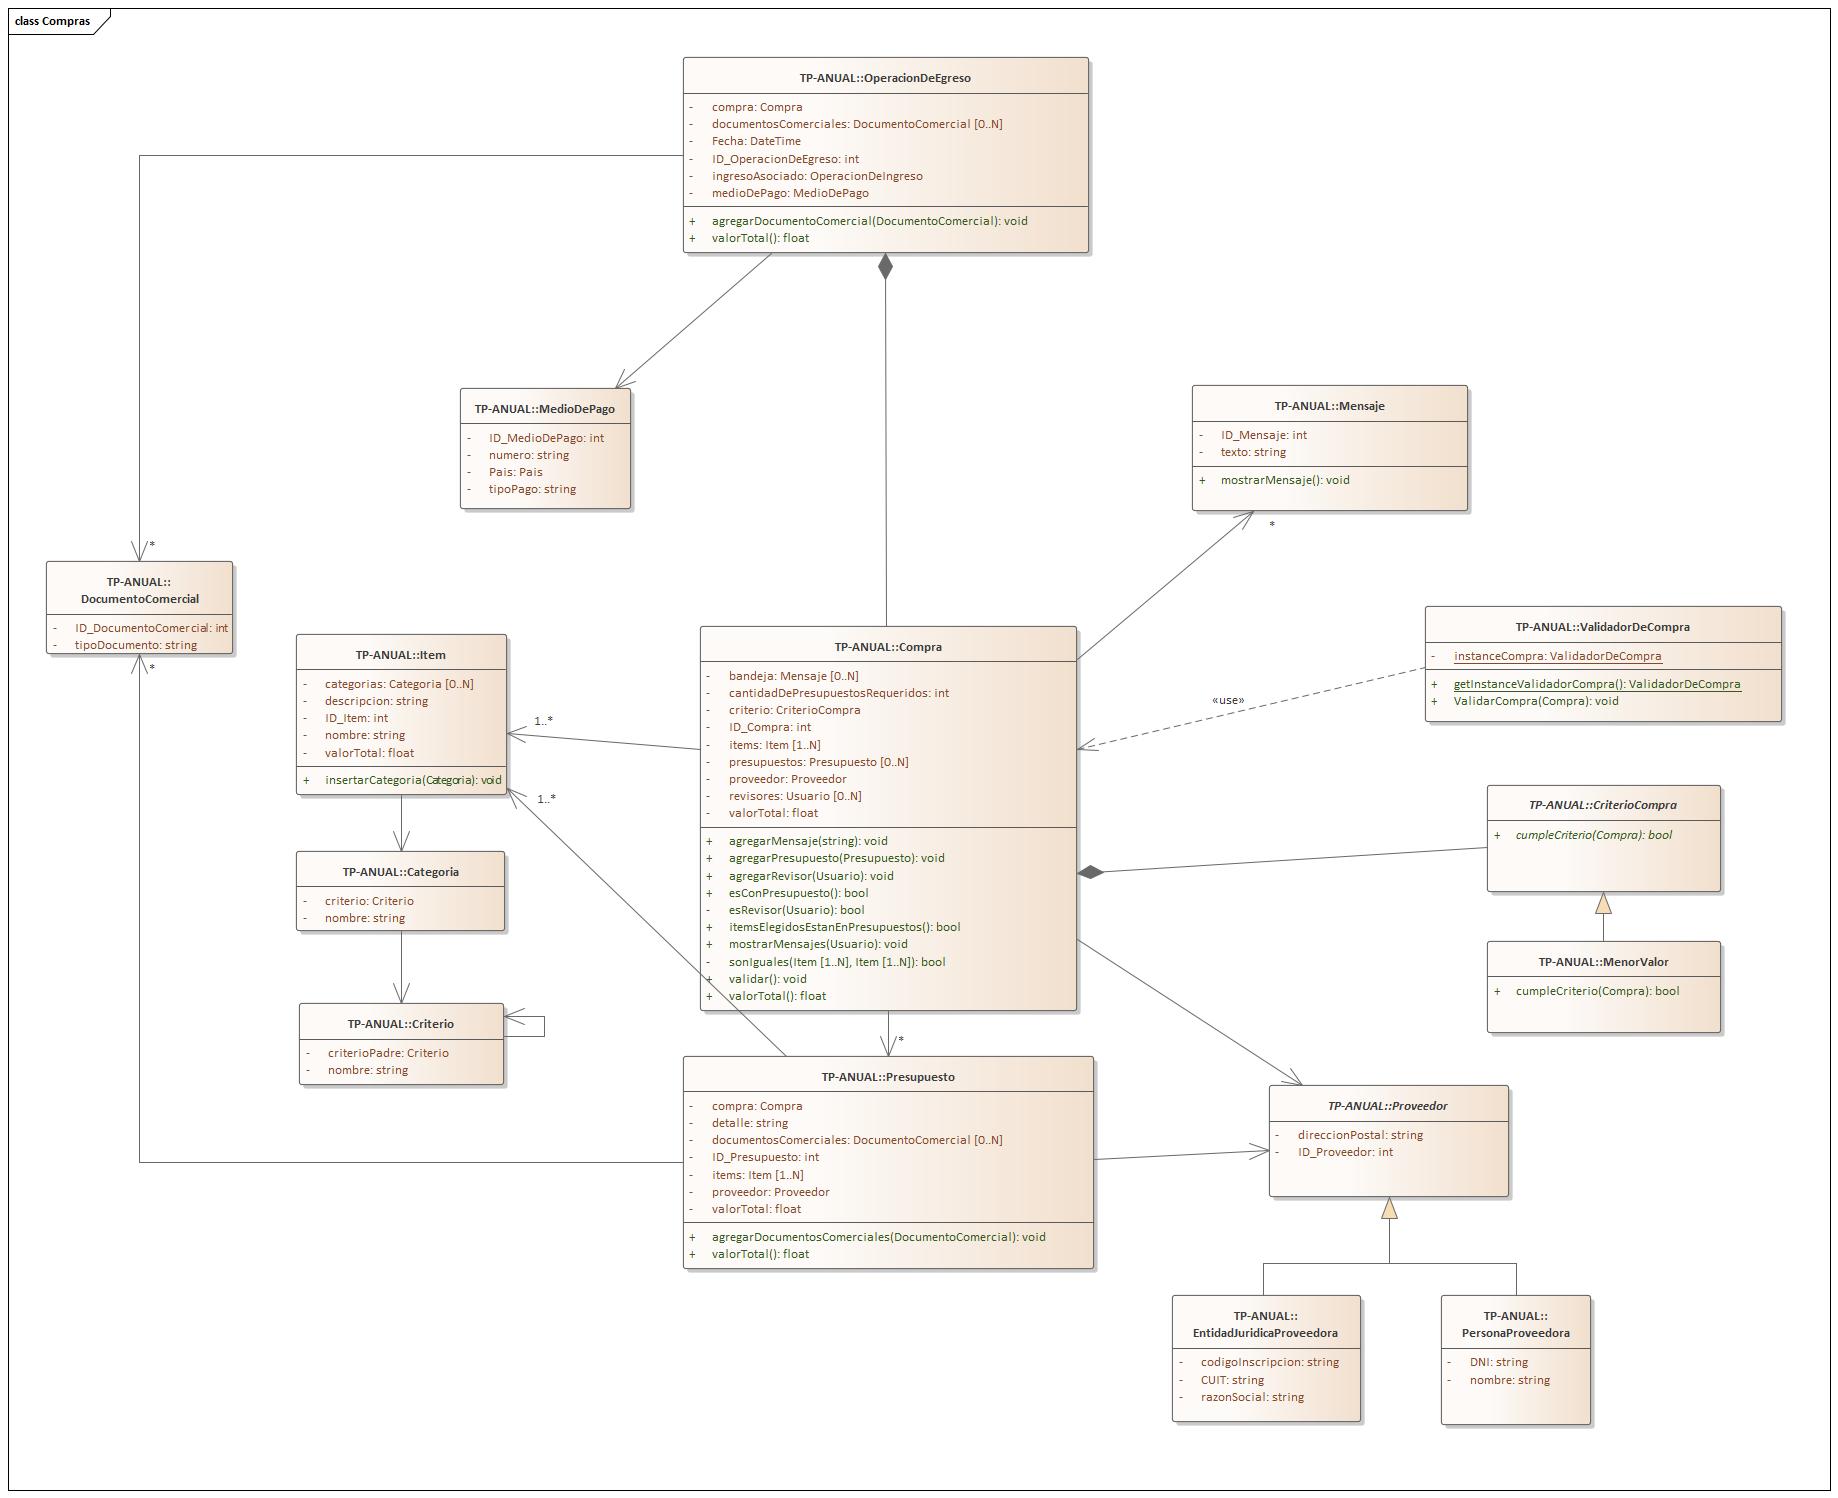 class Compras
TP-ANUAL::OperacionDeEgreso
- compra: Compra
- documentosComerciales: DocumentoComercial [0..N]
- Fecha: DateTime
- ID_OperacionDeEgreso: int
- ingresoAsociado: OperacionDeIngreso
- medioDePago: MedioDePago
+ agregarDocumentoComercial(DocumentoComercial): void
+ valorTotal(): float
TP-ANUAL::MedioDePago
- ID_MedioDePago: int
- numero: string
- Pais: Pais
- tipoPago: string
TP-ANUAL::Mensaje
- ID_Mensaje: int
- texto: string
+ mostrarMensaje(): void
*
*
TP-ANUAL::
DocumentoComercial
- ID_DocumentoComercial: int
- tipoDocumento: string
*
TP-ANUAL::Item
- categorias: Categoria [0..N]
- descripcion: string
- ID_Item: int
- nombre: string
- valorTotal: float
+ insertarCategoria(Categoria): void
1..*
1..*
TP-ANUAL::Compra
- bandeja: Mensaje [0..N]
- cantidadDePresupuestosRequeridos: int
- criterio: CriterioCompra
- ID_Compra: int
- items: Item [1..N]
- presupuestos: Presupuesto [0..N]
- proveedor: Proveedor
- revisores: Usuario [0..N]
- valorTotal: float
+ agregarMensaje(string): void
+ agregarPresupuesto(Presupuesto): void
+ agregarRevisor(Usuario): void
+ esConPresupuesto(): bool
- esRevisor(Usuario): bool
+ itemsElegidosEstanEnPresupuestos(): bool
+ mostrarMensajes(Usuario): void
- sonIguales(Item [1..N], Item [1..N]): bool
+ validar(): void
+ valorTotal(): float
*
TP-ANUAL::ValidadorDeCompra
- instanceCompra: ValidadorDeCompra
+ getInstanceValidadorCompra(): ValidadorDeCompra
+ ValidarCompra(Compra): void
«use»
TP-ANUAL::CriterioCompra
+ cumpleCriterio(Compra): bool
TP-ANUAL::MenorValor
+ cumpleCriterio(Compra): bool
TP-ANUAL::Categoria
- criterio: Criterio
- nombre: string
TP-ANUAL::Criterio
- criterioPadre: Criterio
- nombre: string
TP-ANUAL::Presupuesto
- compra: Compra
- detalle: string
- documentosComerciales: DocumentoComercial [0..N]
- ID_Presupuesto: int
- items: Item [1..N]
- proveedor: Proveedor
- valorTotal: float
+ agregarDocumentosComerciales(DocumentoComercial): void
+ valorTotal(): float
TP-ANUAL::Proveedor
- direccionPostal: string
- ID_Proveedor: int
TP-ANUAL::
EntidadJuridicaProveedora
- codigoInscripcion: string
- CUIT: string
- razonSocial: string
TP-ANUAL::
PersonaProveedora
- DNI: string
- nombre: string